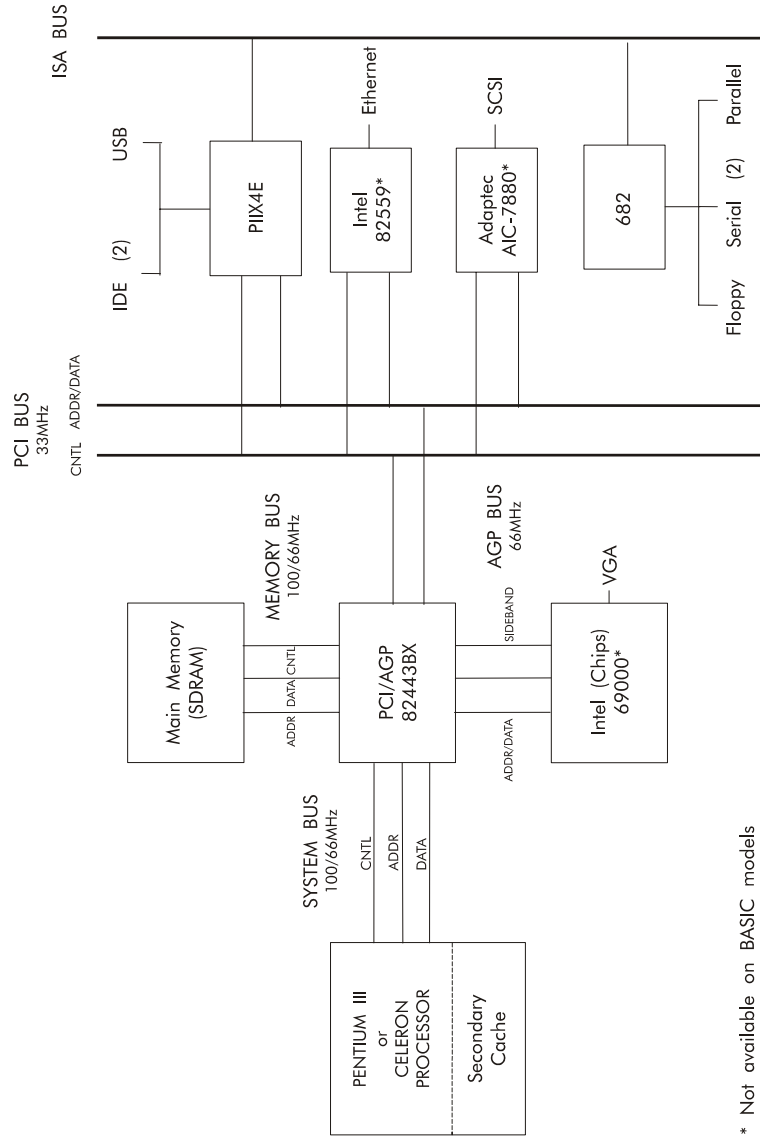 PENTIUM III
or
CELERON
PROCESSOR
Secondary
Cache
SYSTEM BUS
100/66MHz
CNTL
ADDR
DATA
Main Memory
(SDRAM)
ADDR
DATA
CNTL
MEMORY BUS
100/66MHz
PCI/AGP
82443BX
ADDR/DATA
SIDEBAND
AGP BUS
66MHz
Intel (Chips)
69000*
VGA
PCI BUS
33MHz
CNTL
ADDR/DATA
IDE (2)
USB
PIIX4E
Intel
82559*
Ethernet
Adaptec
AIC-7880*
SCSI
682
Floppy
Serial (2)
Parallel
ISA BUS
* Not available on BASIC models